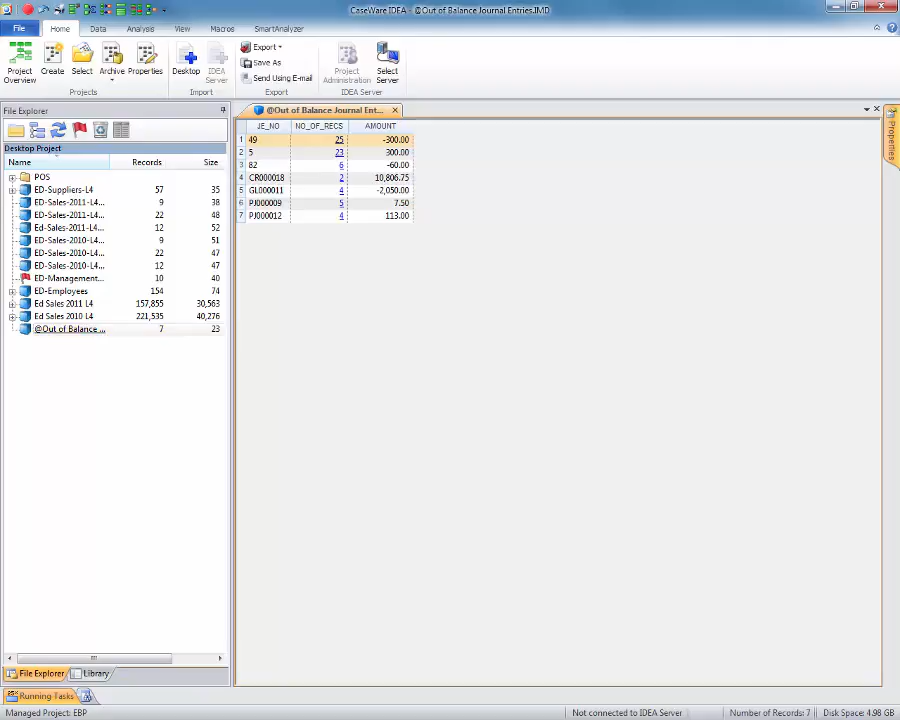 CaseWare IDEA - @Out of Balance Journal Entries.IMD
File Home Data Analysis View Macros SmartAnalyzer
Project Overview
Create
Select
Archive
Properties
Desktop
IDEA Server
Export
Save As
Send Using E-mail
Project Administration
Select Server
Projects Import Export IDEA Server
File Explorer
Desktop Project
Name Records Size
POS
ED-Suppliers-L4 57 35
ED-Sales-2011-L4... 9 38
ED-Sales-2011-L4... 22 48
Ed-Sales-2011-L4... 12 52
ED-Sales-2010-L4... 9 51
ED-Sales-2010-L4... 22 47
ED-Sales-2010-L4... 12 47
ED-Management... 10 40
ED-Employees 154 74
Ed Sales 2011 L4 157,855 30,563
Ed Sales 2010 L4 221,535 40,276
@Out of Balance ... 7 23
@Out of Balance Journal Ent...
JE_NO NO_OF_RECS AMOUNT
1 49 25 -300.00
2 5 23 300.00
3 82 6 -60.00
4 CR000018 2 10,806.75
5 GL000011 4 -2,050.00
6 PJ000009 5 7.50
7 PJ000012 4 113.00
Properties
File Explorer Library
Running Tasks
Managed Project: EBP Not connected to IDEA Server Number of Records: 7 Disk Space: 4.98 GB